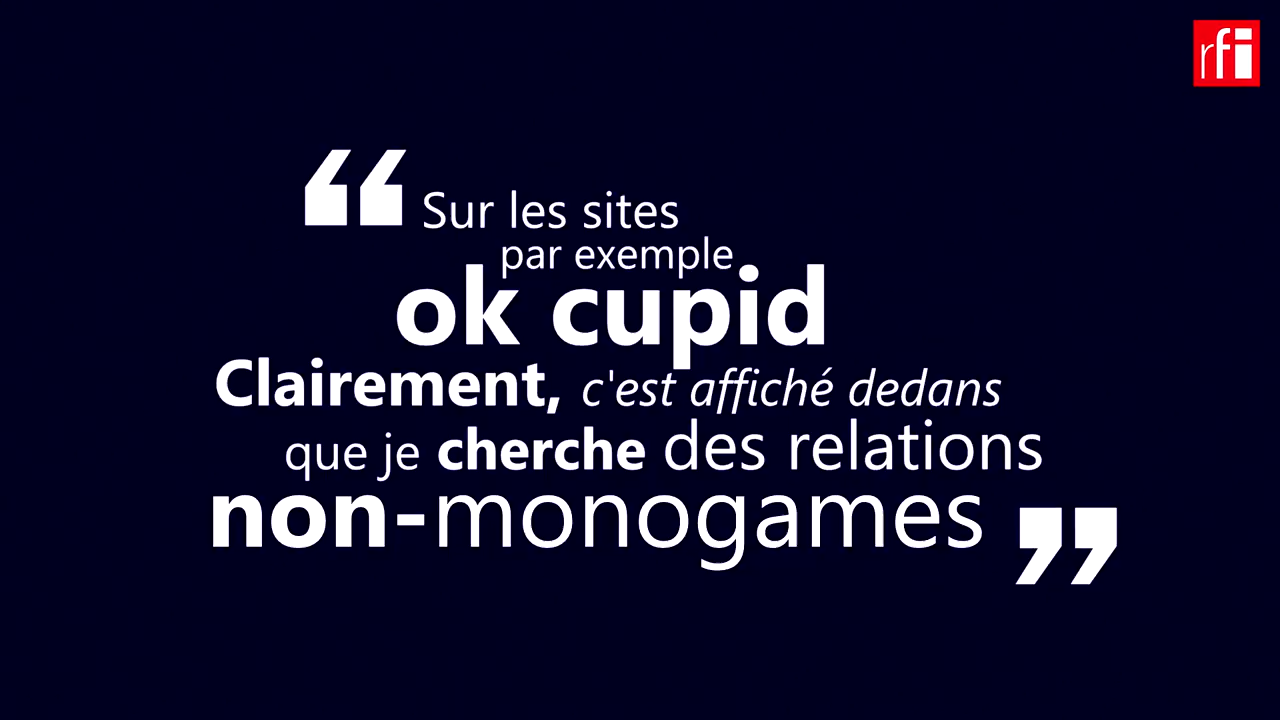 rfi
“ Sur les sites
par exemple
ok cupid
Clairement, c'est affiché dedans
que je cherche des relations
non-monogames ”